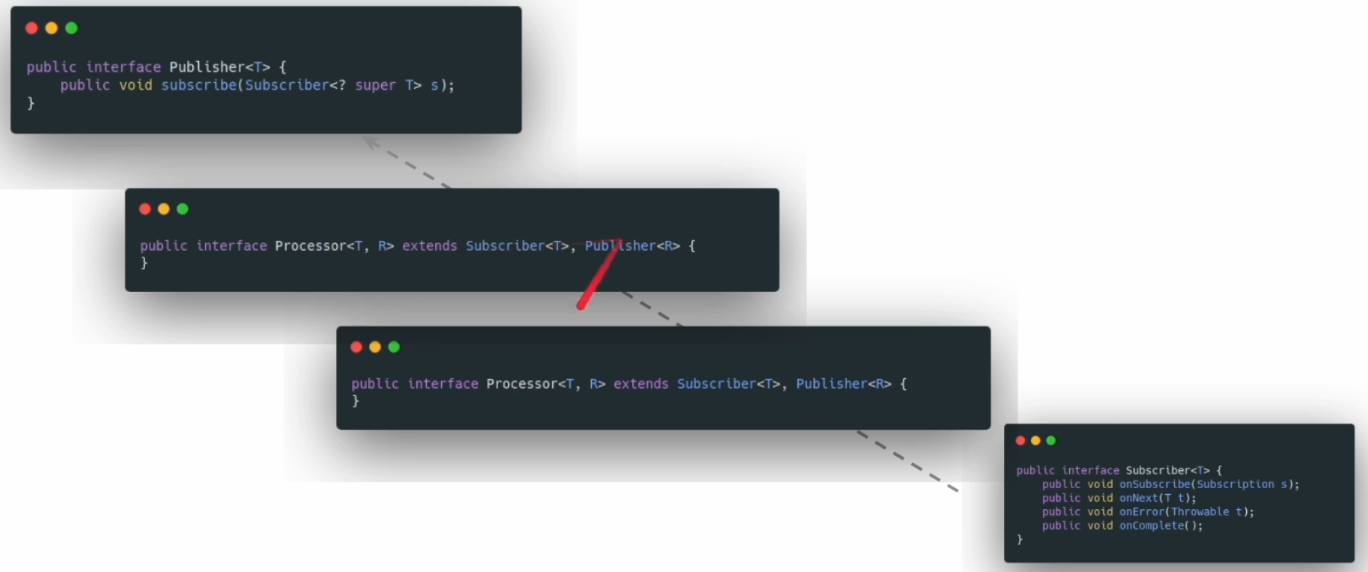 public interface Publisher<T> {
    public void subscribe(Subscriber<? super T> s);
}
public interface Processor<T, R> extends Subscriber<T>, Publisher<R> {
}
public interface Processor<T, R> extends Subscriber<T>, Publisher<R> {
}
public interface Subscriber<T> {
    public void onSubscribe(Subscription s);
    public void onNext(T t);
    public void onError(Throwable t);
    public void onComplete();
}